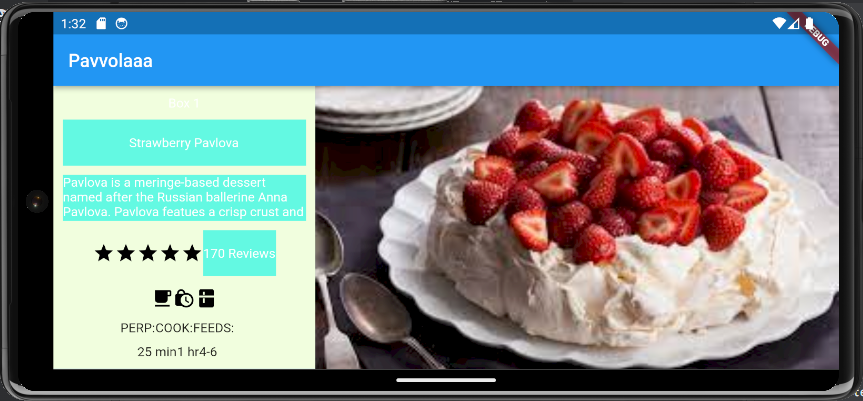 1:32
DEBUG
Pavvolaaa
Box 1
Strawberry Pavlova
Pavlova is a meringe-based dessert
named after the Russian ballerine Anna
Pavlova. Pavlova featues a crisp crust and
170 Reviews
PERP:COOK:FEEDS:
25 min1 hr4-6